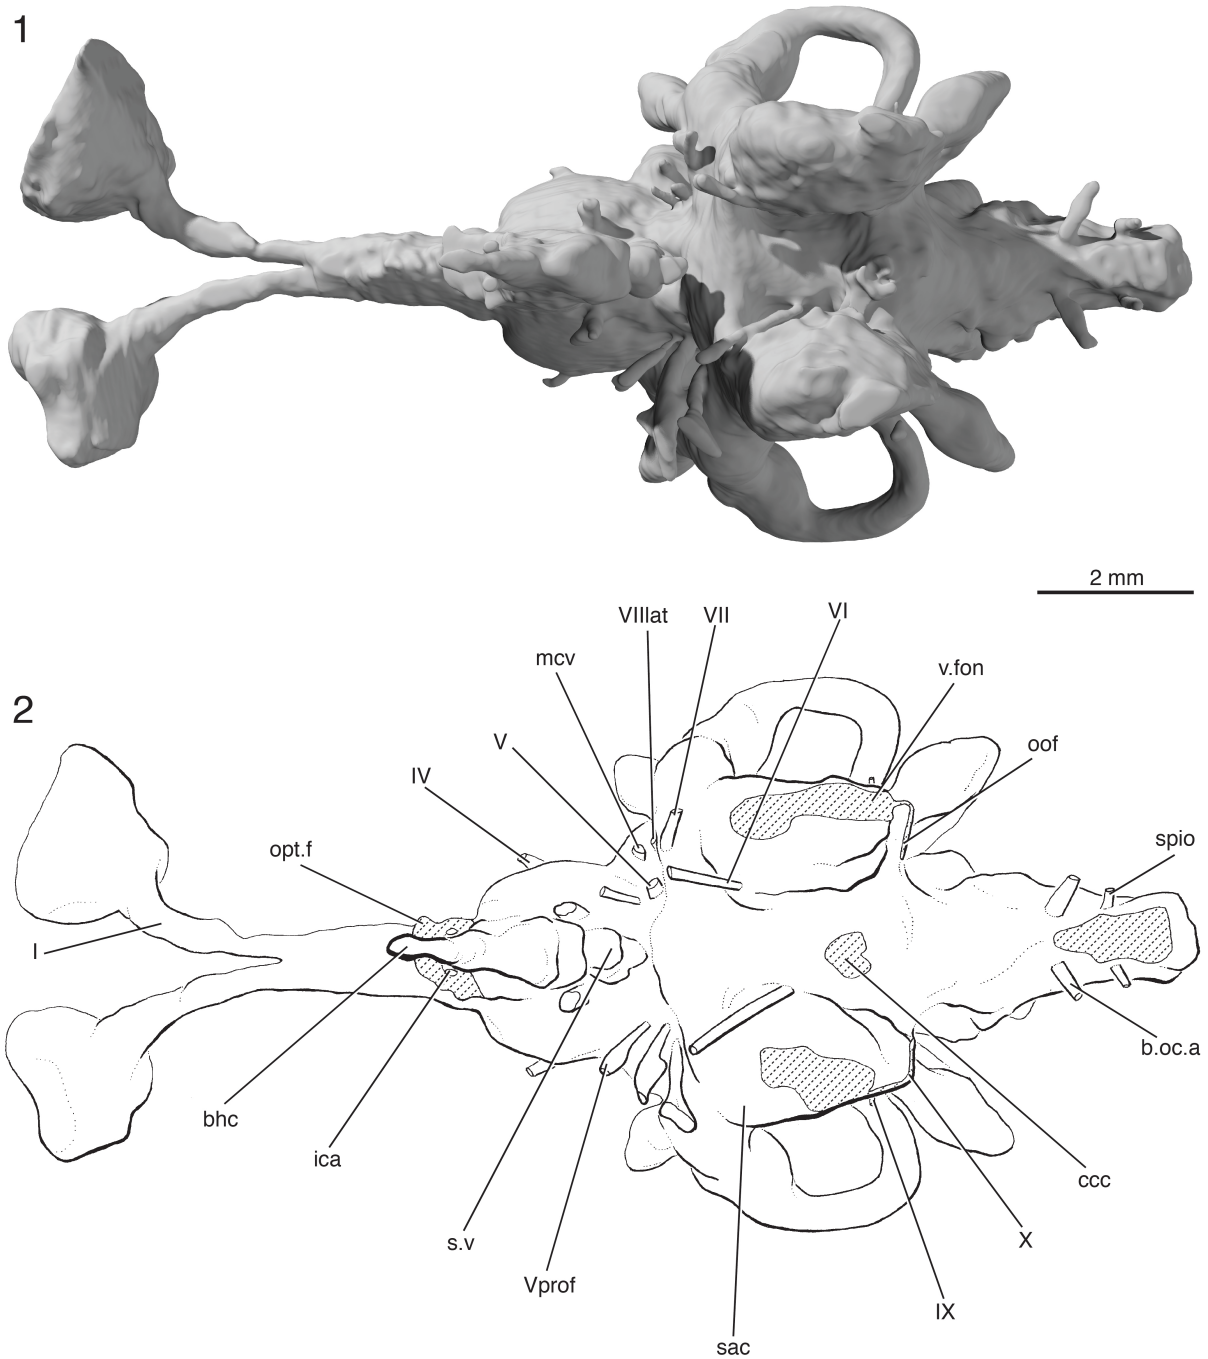 1
2 mm
VIIIlat
VII
VI
mcv
v.fon
2
V
oof
IV
spio
opt.f
I
b.oc.a
bhc
ica
ccc
s.v
X
Vprof
IX
sac